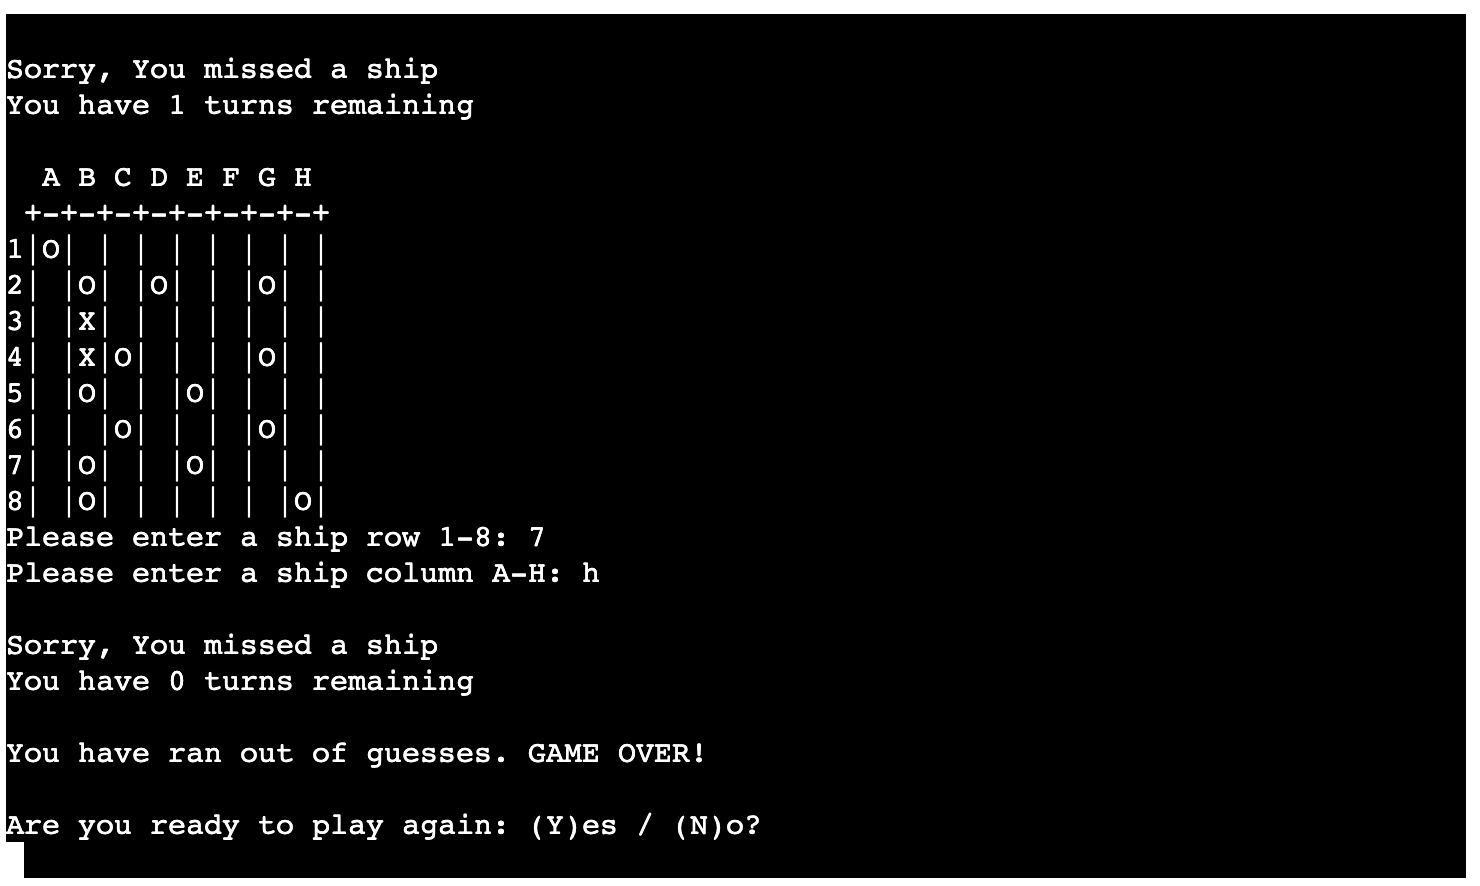 Sorry, You missed a ship
You have 1 turns remaining
  A B C D E F G H
 +-+-+-+-+-+-+-+-+
1|O| | | | | | | |
2| |O| |O| | |O| |
3| |X| | | | | | |
4| |X|O| | | |O| |
5| |O| | |O| | | |
6| | |O| | | |O| |
7| |O| | |O| | | |
8| |O| | | | | |O|
Please enter a ship row 1-8: 7
Please enter a ship column A-H: h
Sorry, You missed a ship
You have 0 turns remaining
You have ran out of guesses. GAME OVER!
Are you ready to play again: (Y)es / (N)o?